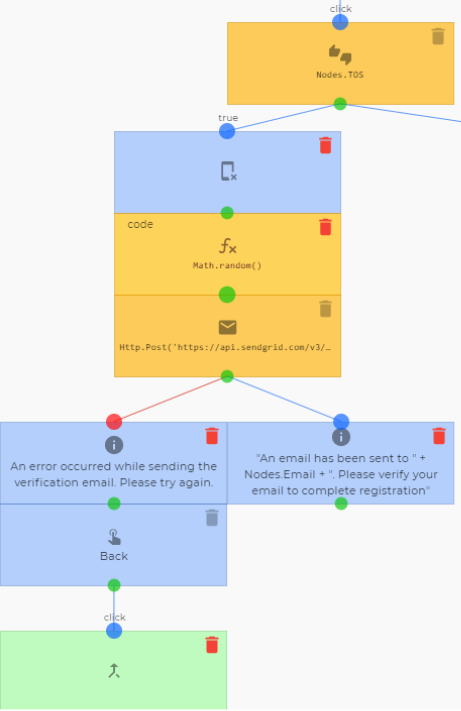 click
Nodes.TOS
true
code
Math.random()
Http.Post('https://api.sendgrid.com/v3/…
An error occurred while sending the
verification email. Please try again.
"An email has been sent to " +
Nodes.Email + ". Please verify your
email to complete registration"
Back
click